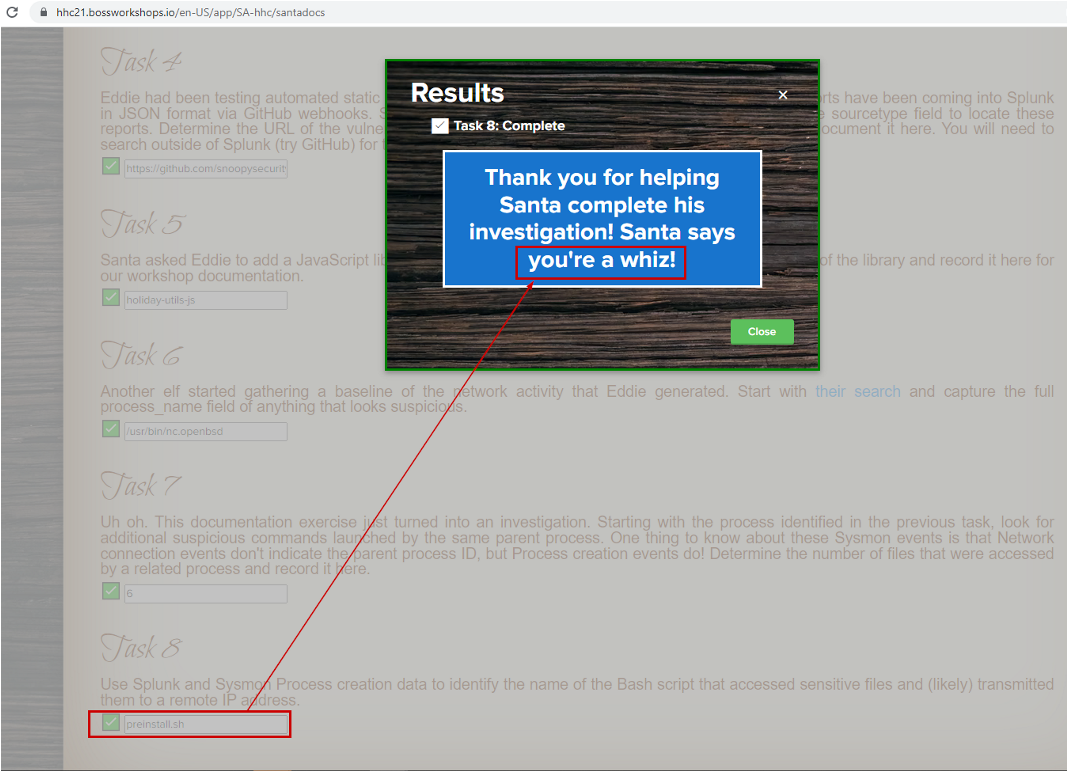 hhc21.bossworkshops.io/en-US/app/SA-hhc/santadocs
Task 4
Eddie had been testing automated static
rts have been coming into Splunk
in JSON format via GitHub webhooks. S
e sourcetype field to locate these
reports. Determine the URL of the vulne
ocument it here. You will need to
search outside of Splunk (try GitHub) for t
https://github.com/snoopysecurit
Results
×
Task 8: Complete
Thank you for helping
Santa complete his
investigation! Santa says
you're a whiz!
Close
Task 5
Santa asked Eddie to add a JavaScript lib
of the library and record it here for
our workshop documentation.
holiday-utils-js
Task 6
Another elf started gathering a baseline of the network activity that Eddie generated. Start with their search and capture the full
process_name field of anything that looks suspicious.
/usr/bin/nc.openbsd
Task 7
Uh oh. This documentation exercise just turned into an investigation. Starting with the process identified in the previous task, look for
additional suspicious commands launched by the same parent process. One thing to know about these Sysmon events is that Network
connection events don't indicate the parent process ID, but Process creation events do! Determine the number of files that were accessed
by a related process and record it here.
6
Task 8
Use Splunk and Sysmon Process creation data to identify the name of the Bash script that accessed sensitive files and (likely) transmitted
them to a remote IP address.
preinstall.sh